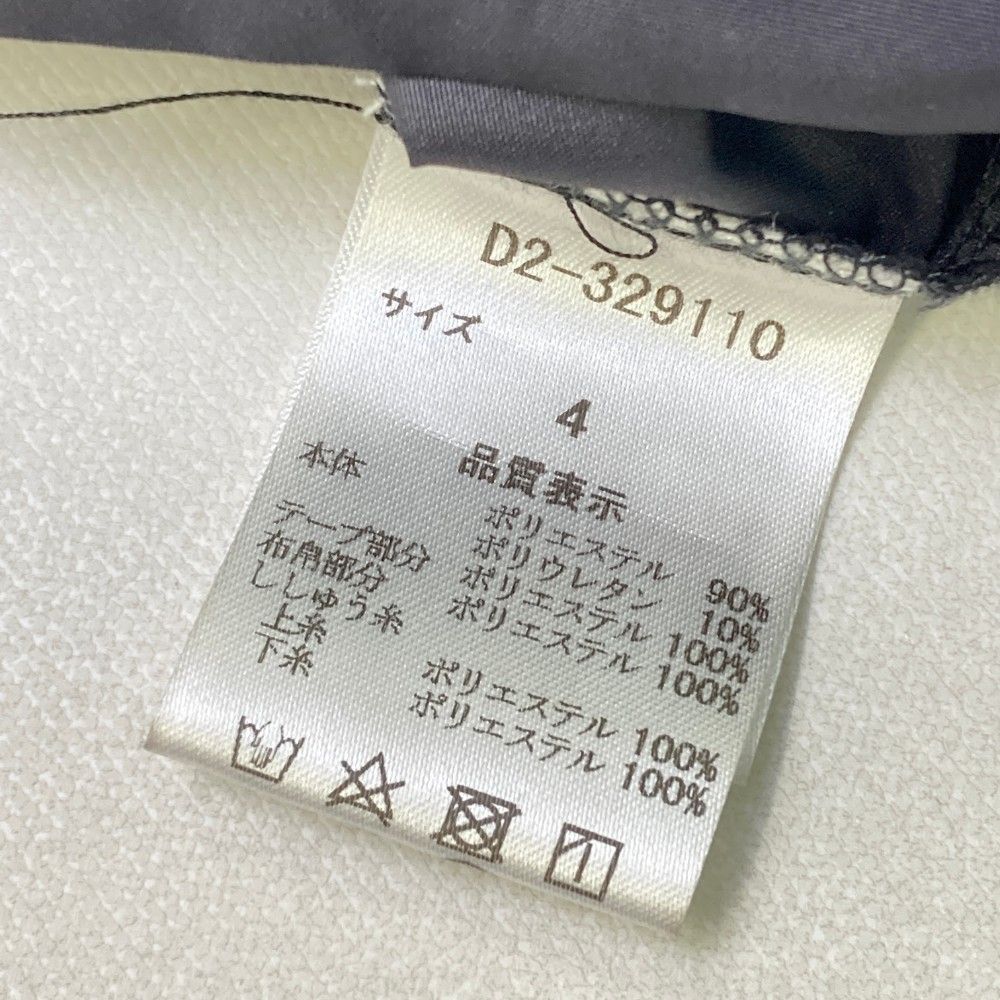 D2-329110
サイズ
4
品質表示
本体 ポリエステル 90%
ポリウレタン 10%
テープ部分 ポリエステル 100%
布帛部分 ポリエステル 100%
ししゅう糸
上糸 ポリエステル 100%
下糸 ポリエステル 100%